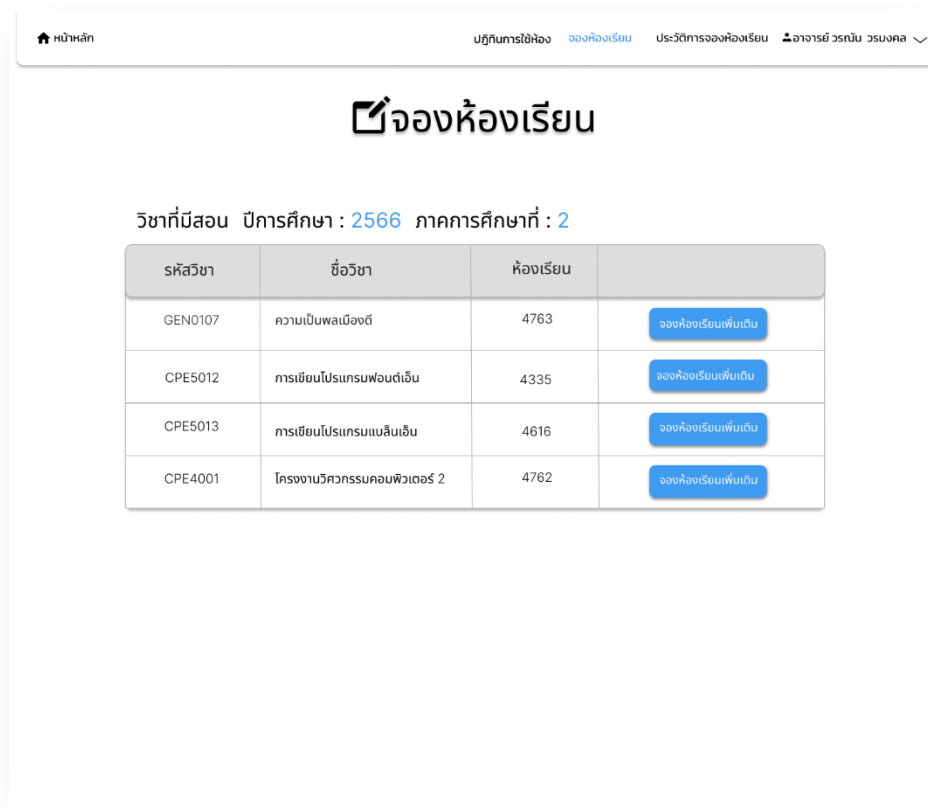 หน้าหลัก ปฎิทินการใช้ห้อง จองห้องเรียน ประวัติการจองห้องเรียน อาจารย์ วรณัน วรมงคล
จองห้องเรียน
วิชาที่มีสอน ปีการศึกษา : 2566 ภาคการศึกษาที่ : 2
รหัสวิชา ชื่อวิชา ห้องเรียน
GEN0107 ความเป็นพลเมืองดี 4763 จองห้องเรียนเพิ่มเติม
CPE5012 การเขียนโปรแกรมฟอนต์เอ็น 4335 จองห้องเรียนเพิ่มเติม
CPE5013 การเขียนโปรแกรมแบล็นเอ็น 4616 จองห้องเรียนเพิ่มเติม
CPE4001 โครงงานวิศวกรรมคอมพิวเตอร์ 2 4762 จองห้องเรียนเพิ่มเติม